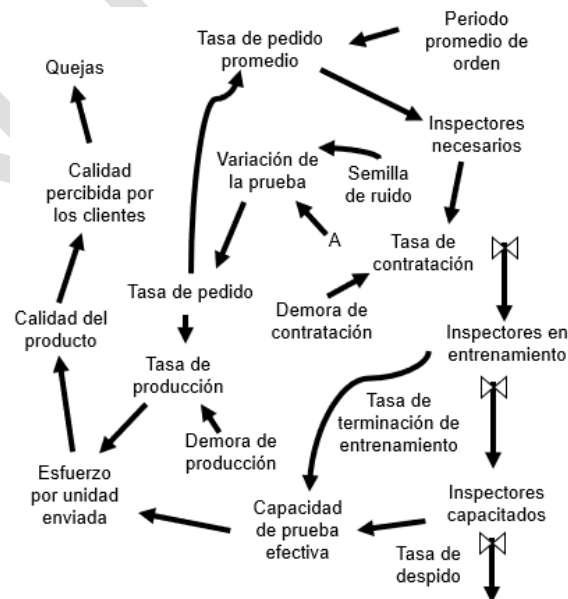 Periodo
promedio de
orden
Tasa de pedido
promedio
Quejas
Inspectores
necesarios
Variación de
la prueba
Semilla
de ruido
Calidad
percibida por
los clientes
A
Tasa de
contratación
Tasa de pedido
Demora de
contratación
Calidad del
producto
Inspectores en
entrenamiento
Tasa de
producción
Tasa de
terminación de
entrenamiento
Demora de
producción
Esfuerzo
por unidad
enviada
Capacidad
de prueba
efectiva
Inspectores
capacitados
Tasa de
despido